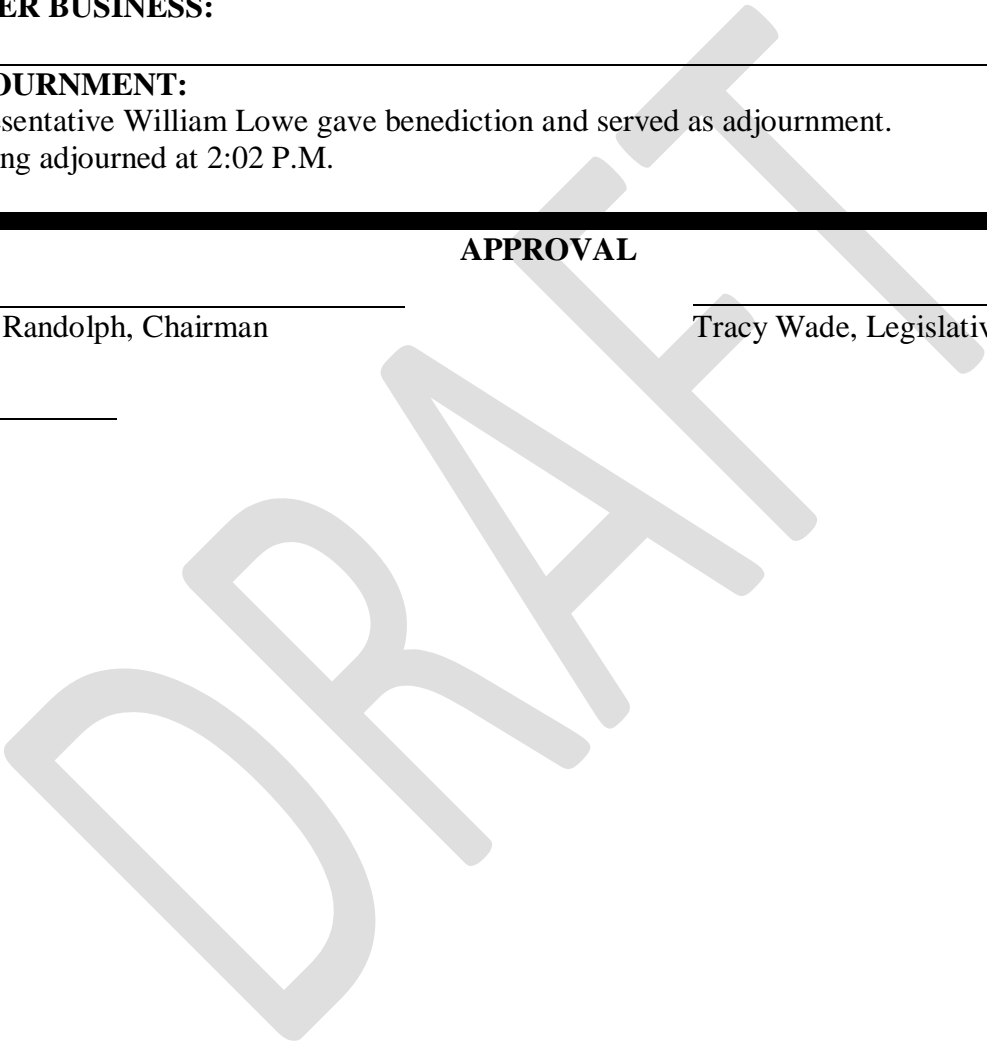 ER BUSINESS:
OURNMENT:
sentative William Lowe gave benediction and served as adjournment.
ng adjourned at 2:02 P.M.
APPROVAL
Randolph, Chairman Tracy Wade, Legislativ
DRAFT